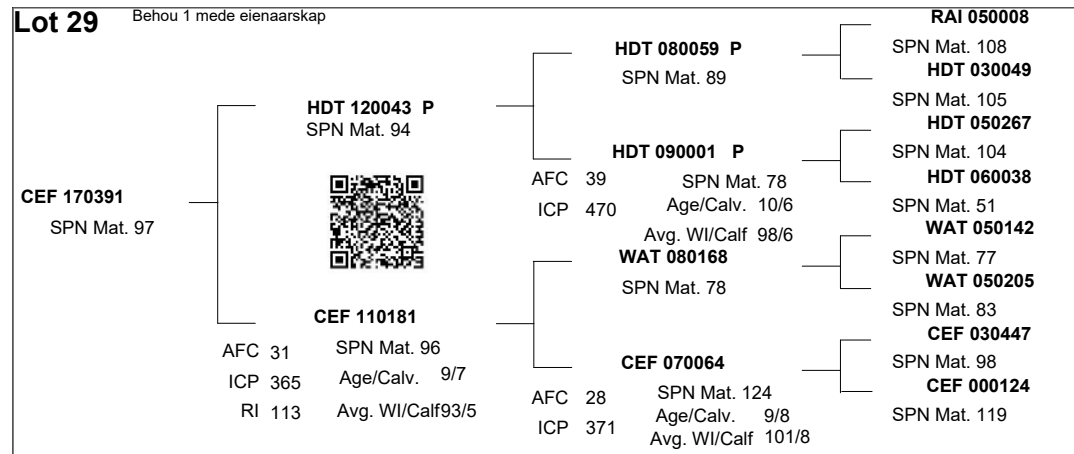 Lot 29
Behou 1 mede eienaarskap
CEF 170391
SPN Mat. 97
HDT 120043 P
SPN Mat. 94
CEF 110181
AFC 31 SPN Mat. 96
ICP 365 Age/Calv. 9/7
RI 113 Avg. WI/Calf93/5
HDT 080059 P
SPN Mat. 89
HDT 090001 P
AFC 39 SPN Mat. 78
ICP 470 Age/Calv. 10/6
Avg. WI/Calf 98/6
WAT 080168
SPN Mat. 78
CEF 070064
AFC 28 SPN Mat. 124
ICP 371 Age/Calv. 9/8
Avg. WI/Calf 101/8
RAI 050008
SPN Mat. 108
HDT 030049
SPN Mat. 105
HDT 050267
SPN Mat. 104
HDT 060038
SPN Mat. 51
WAT 050142
SPN Mat. 77
WAT 050205
SPN Mat. 83
CEF 030447
SPN Mat. 98
CEF 000124
SPN Mat. 119